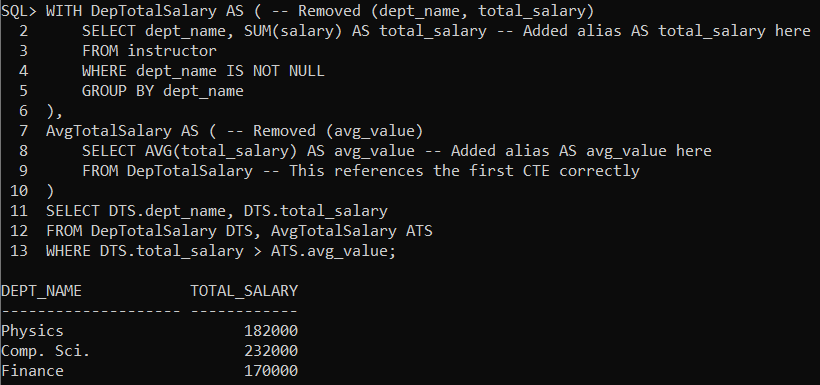 SQL> WITH DepTotalSalary AS ( -- Removed (dept_name, total_salary)
  2      SELECT dept_name, SUM(salary) AS total_salary -- Added alias AS total_salary here
  3      FROM instructor
  4      WHERE dept_name IS NOT NULL
  5      GROUP BY dept_name
  6  ),
  7  AvgTotalSalary AS ( -- Removed (avg_value)
  8      SELECT AVG(total_salary) AS avg_value -- Added alias AS avg_value here
  9      FROM DepTotalSalary -- This references the first CTE correctly
 10  )
 11  SELECT DTS.dept_name, DTS.total_salary
 12  FROM DepTotalSalary DTS, AvgTotalSalary ATS
 13  WHERE DTS.total_salary > ATS.avg_value;

DEPT_NAME            TOTAL_SALARY
-------------------- ------------
Physics                    182000
Comp. Sci.                 232000
Finance                    170000